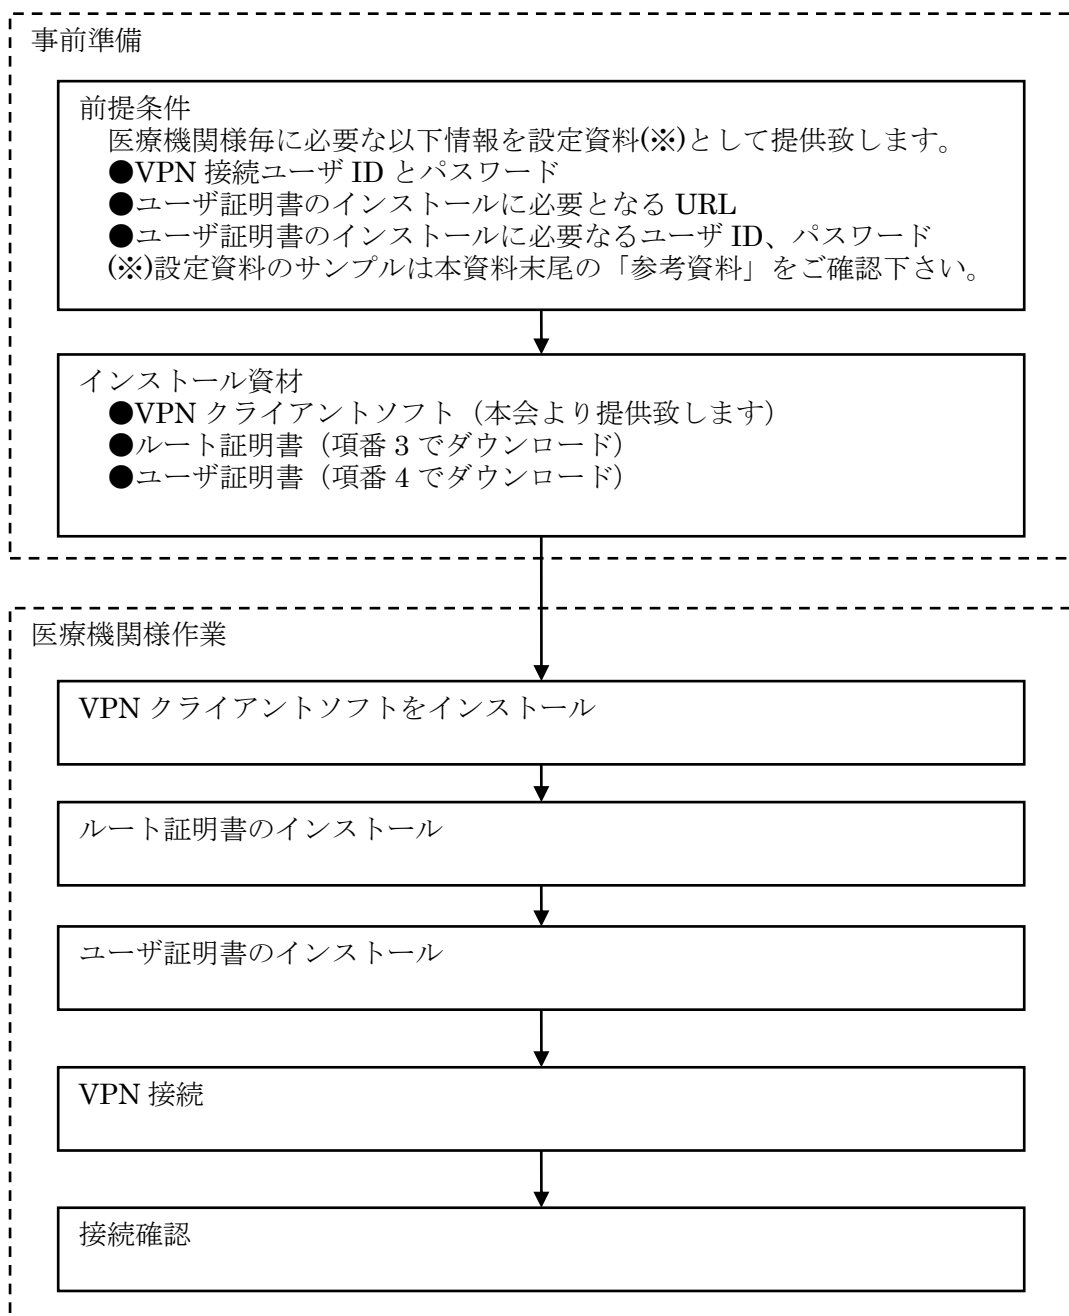 事前準備
前提条件
医療機関様毎に必要な以下情報を設定資料(※)として提供致します。
●VPN 接続ユーザ ID とパスワード
●ユーザ証明書のインストールに必要となる URL
●ユーザ証明書のインストールに必要なるユーザ ID、パスワード
(※)設定資料のサンプルは本資料末尾の「参考資料」をご確認下さい。
インストール資材
●VPN クライアントソフト（本会より提供致します）
●ルート証明書（項番 3 でダウンロード）
●ユーザ証明書（項番 4 でダウンロード）
医療機関様作業
VPN クライアントソフトをインストール
ルート証明書のインストール
ユーザ証明書のインストール
VPN 接続
接続確認